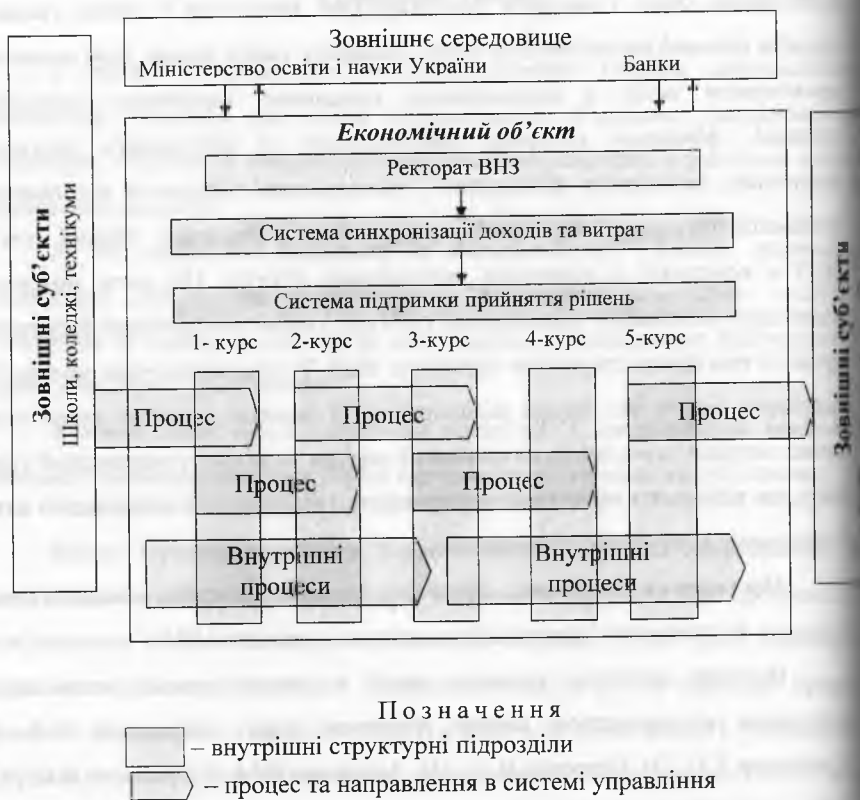 Зовнішнє середовище
Міністерство освіти і науки України Банки
Зовнішні суб’єкти
Школи, коледжі, технікуми
Економічний об’єкт
Ректорат ВНЗ
Система синхронізації доходів та витрат
Система підтримки прийняття рішень
1- курс 2-курс 3-курс 4-курс 5-курс
Процес Процес Процес
Процес Процес
Внутрішні Внутрішні
процеси процеси
Зовнішні суб’єкти
Позначення
– внутрішні структурні підрозділи
– процес та направлення в системі управління